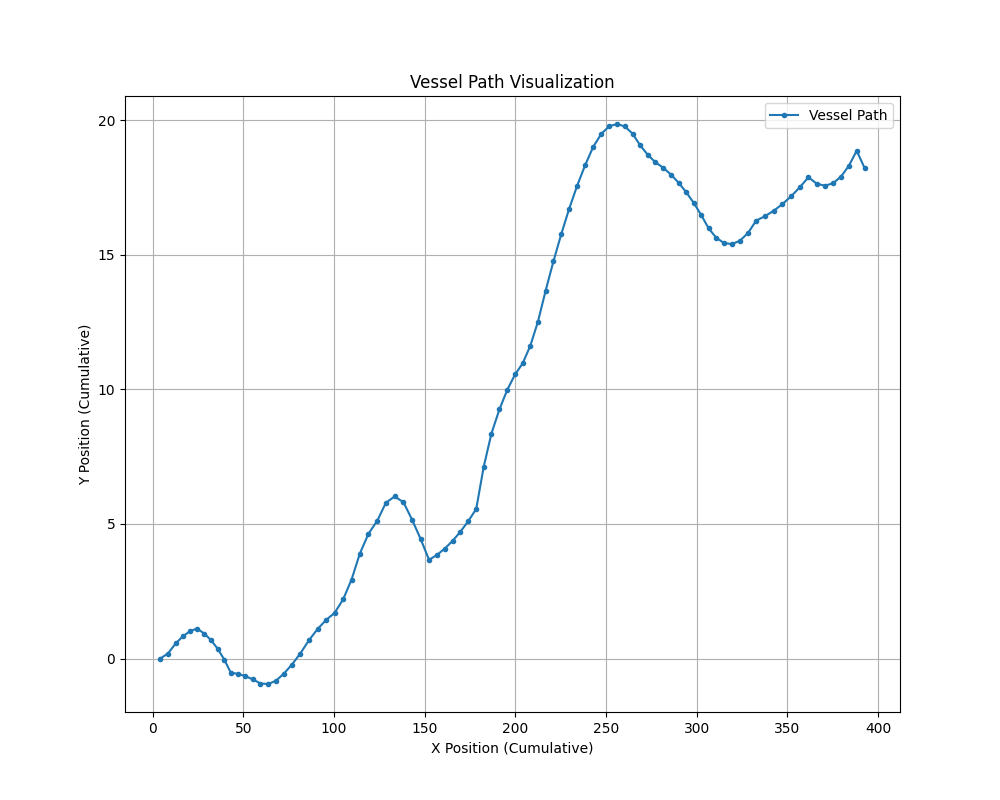 Vessel Path Visualization
Vessel Path
20
15
10
5
0
Y Position (Cumulative)
0 50 100 150 200 250 300 350 400
X Position (Cumulative)